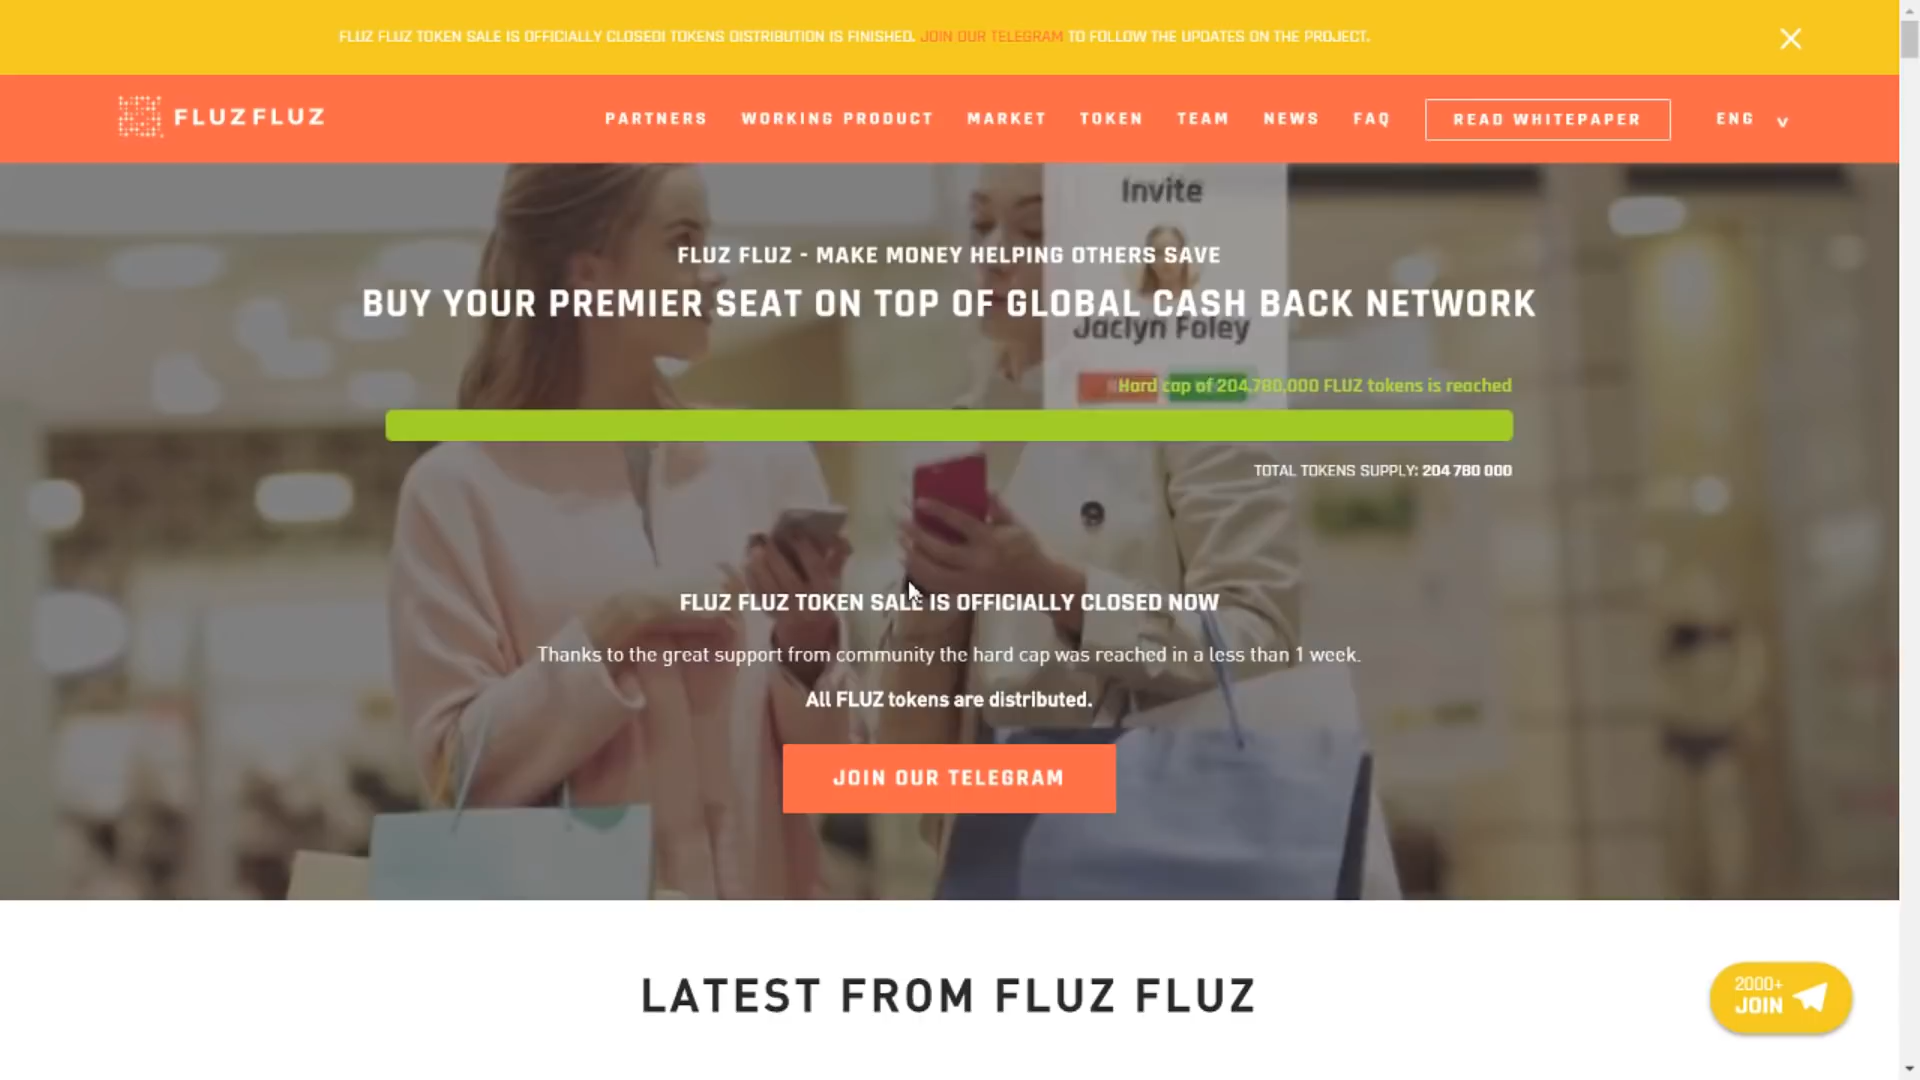 FLUZ FLUZ TOKEN SALE IS OFFICIALLY CLOSED! TOKENS DISTRIBUTION IS FINISHED. JOIN OUR TELEGRAM TO FOLLOW THE UPDATES ON THE PROJECT.
FLUZFLUZ
PARTNERS WORKING PRODUCT MARKET TOKEN TEAM NEWS FAQ READ WHITEPAPER ENG v
Invite
FLUZ FLUZ - MAKE MONEY HELPING OTHERS SAVE
BUY YOUR PREMIER SEAT ON TOP OF GLOBAL CASH BACK NETWORK
Jaclyn Foley
Hard cap of 204,780,000 FLUZ tokens is reached
TOTAL TOKENS SUPPLY: 204 780 000
FLUZ FLUZ TOKEN SALE IS OFFICIALLY CLOSED NOW
Thanks to the great support from community the hard cap was reached in a less than 1 week.
All FLUZ tokens are distributed.
JOIN OUR TELEGRAM
LATEST FROM FLUZ FLUZ
2000+
JOIN